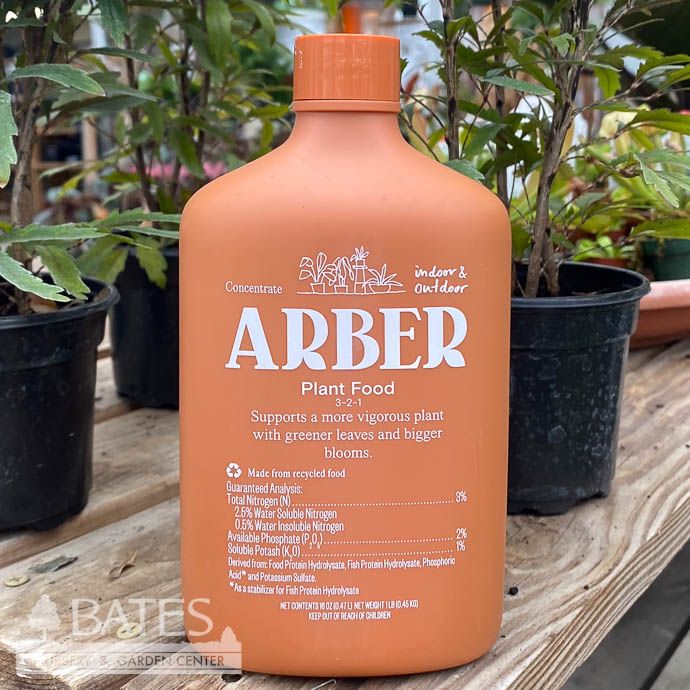 Concentrate
indoor &
outdoor
ARBER
Plant Food
3-2-1
Supports a more vigorous plant
with greener leaves and bigger
blooms.
Made from recycled food
Guaranteed Analysis:
Total Nitrogen (N)........................................3%
2.5% Water Soluble Nitrogen
0.5% Water Insoluble Nitrogen
Available Phosphate (P₂O₅)........................................2%
Soluble Potash (K₂O)........................................1%
Derived from: Food Protein Hydrolysate, Fish Protein Hydrolysate, Phosphoric
Acid* and Potassium Sulfate.
*As a stabilizer for Fish Protein Hydrolysate
NET CONTENTS 16 OZ (0.47 L), NET WEIGHT 1 LB (0.45 KG)
KEEP OUT OF REACH OF CHILDREN
BATES
NURSERY & GARDEN CENTER